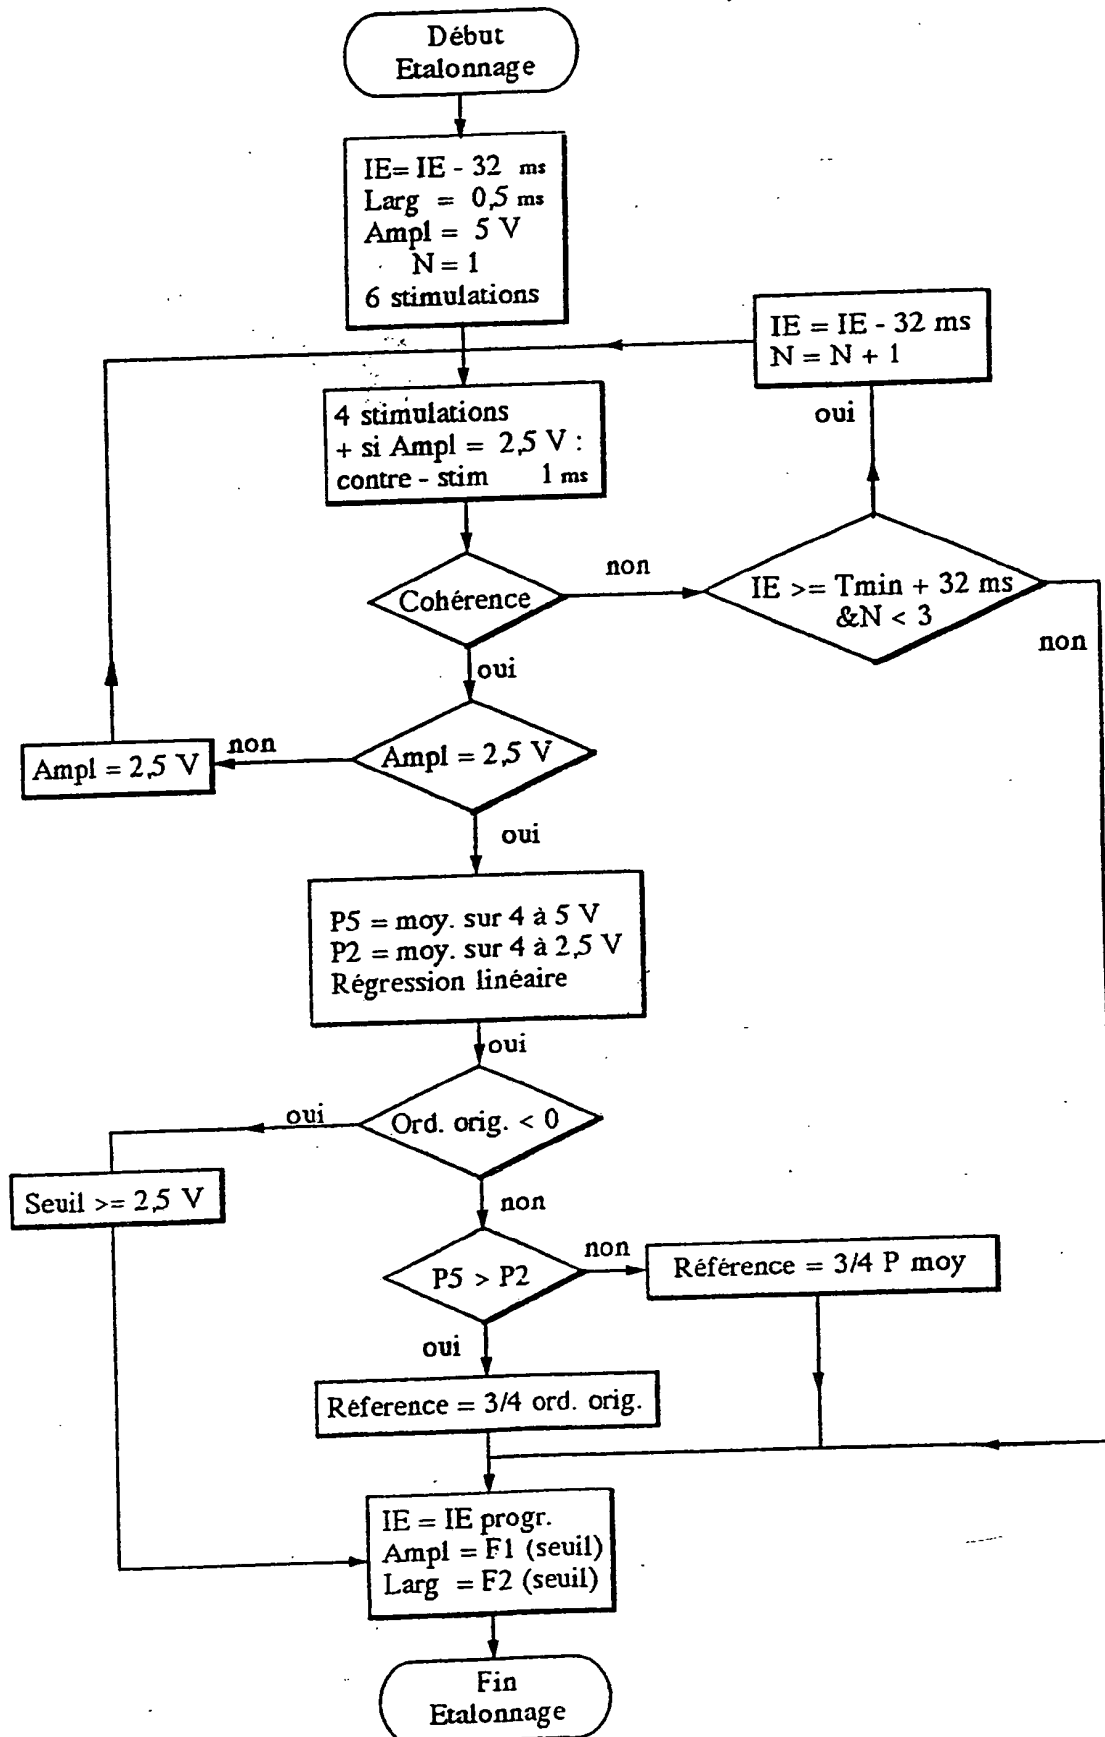 Début
Etalonnage
IE= IE - 32 ms
Larg = 0,5 ms
Ampl = 5 V
N = 1
6 stimulations
IE = IE - 32 ms
N = N + 1
oui
4 stimulations
+ si Ampl = 2,5 V :
contre - stim 1 ms
Cohérence
non
IE >= Tmin + 32 ms
&N < 3
non
oui
Ampl = 2,5 V
non
Ampl = 2,5 V
oui
P5 = moy. sur 4 à 5 V
P2 = moy. sur 4 à 2,5 V
Régression linéaire
oui
oui
Ord. orig. < 0
Seuil >= 2,5 V
non
P5 > P2
non
Référence = 3/4 P moy
oui
Réference = 3/4 ord. orig.
IE = IE progr.
Ampl = F1 (seuil)
Larg = F2 (seuil)
Fin
Etalonnage